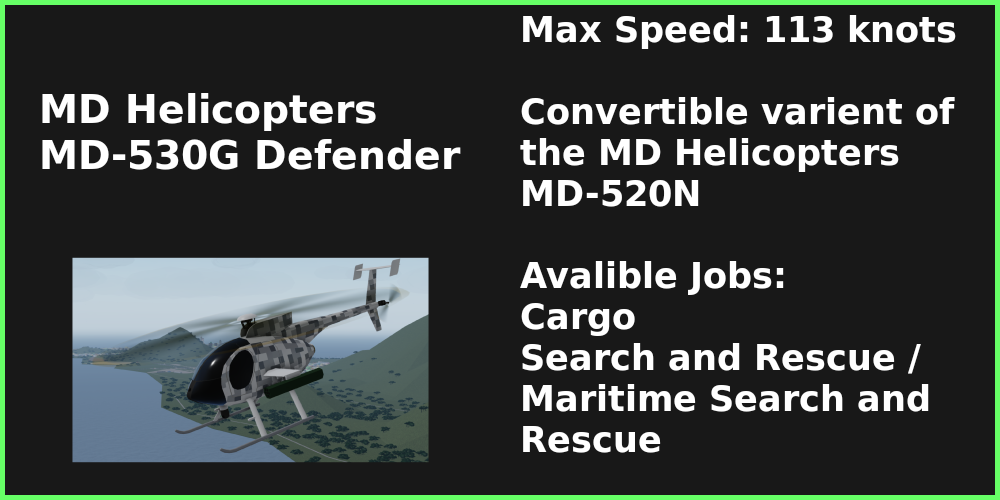 MD Helicopters
MD-530G Defender
Max Speed: 113 knots
Convertible varient of
the MD Helicopters
MD-520N
Avalible Jobs:
Cargo
Search and Rescue /
Maritime Search and
Rescue